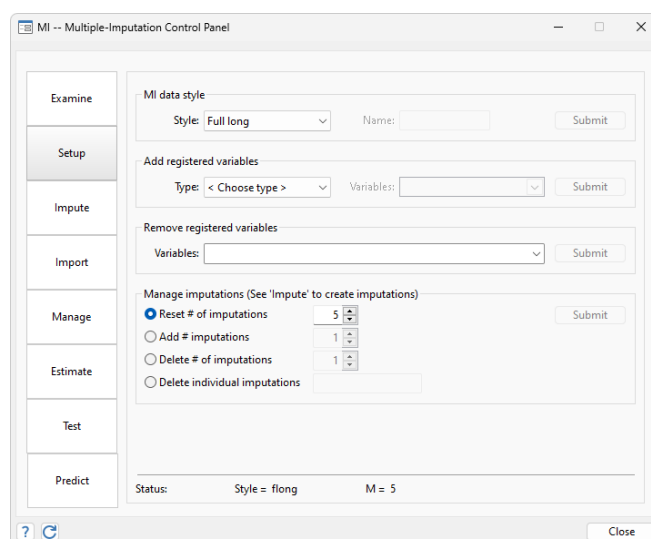 MI -- Multiple-Imputation Control Panel
Examine
Setup
Impute
Import
Manage
Estimate
Test
Predict
MI data style
Style: Full long Name: Submit
Add registered variables
Type: < Choose type > Variables: Submit
Remove registered variables
Variables: Submit
Manage imputations (See 'Impute' to create imputations)
Reset # of imputations 5 Submit
Add # imputations 1
Delete # of imputations 1
Delete individual imputations
Status: Style = flong M = 5
? Close